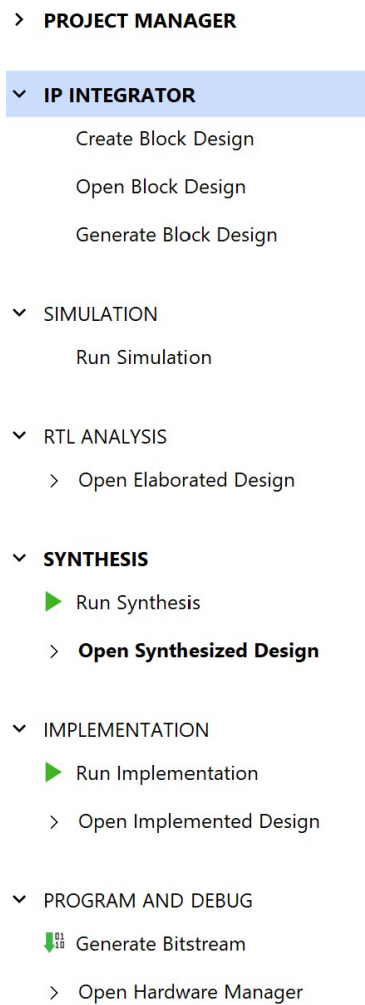 PROJECT MANAGER
IP INTEGRATOR
Create Block Design
Open Block Design
Generate Block Design
SIMULATION
Run Simulation
RTL ANALYSIS
Open Elaborated Design
SYNTHESIS
Run Synthesis
Open Synthesized Design
IMPLEMENTATION
Run Implementation
Open Implemented Design
PROGRAM AND DEBUG
Generate Bitstream
Open Hardware Manager